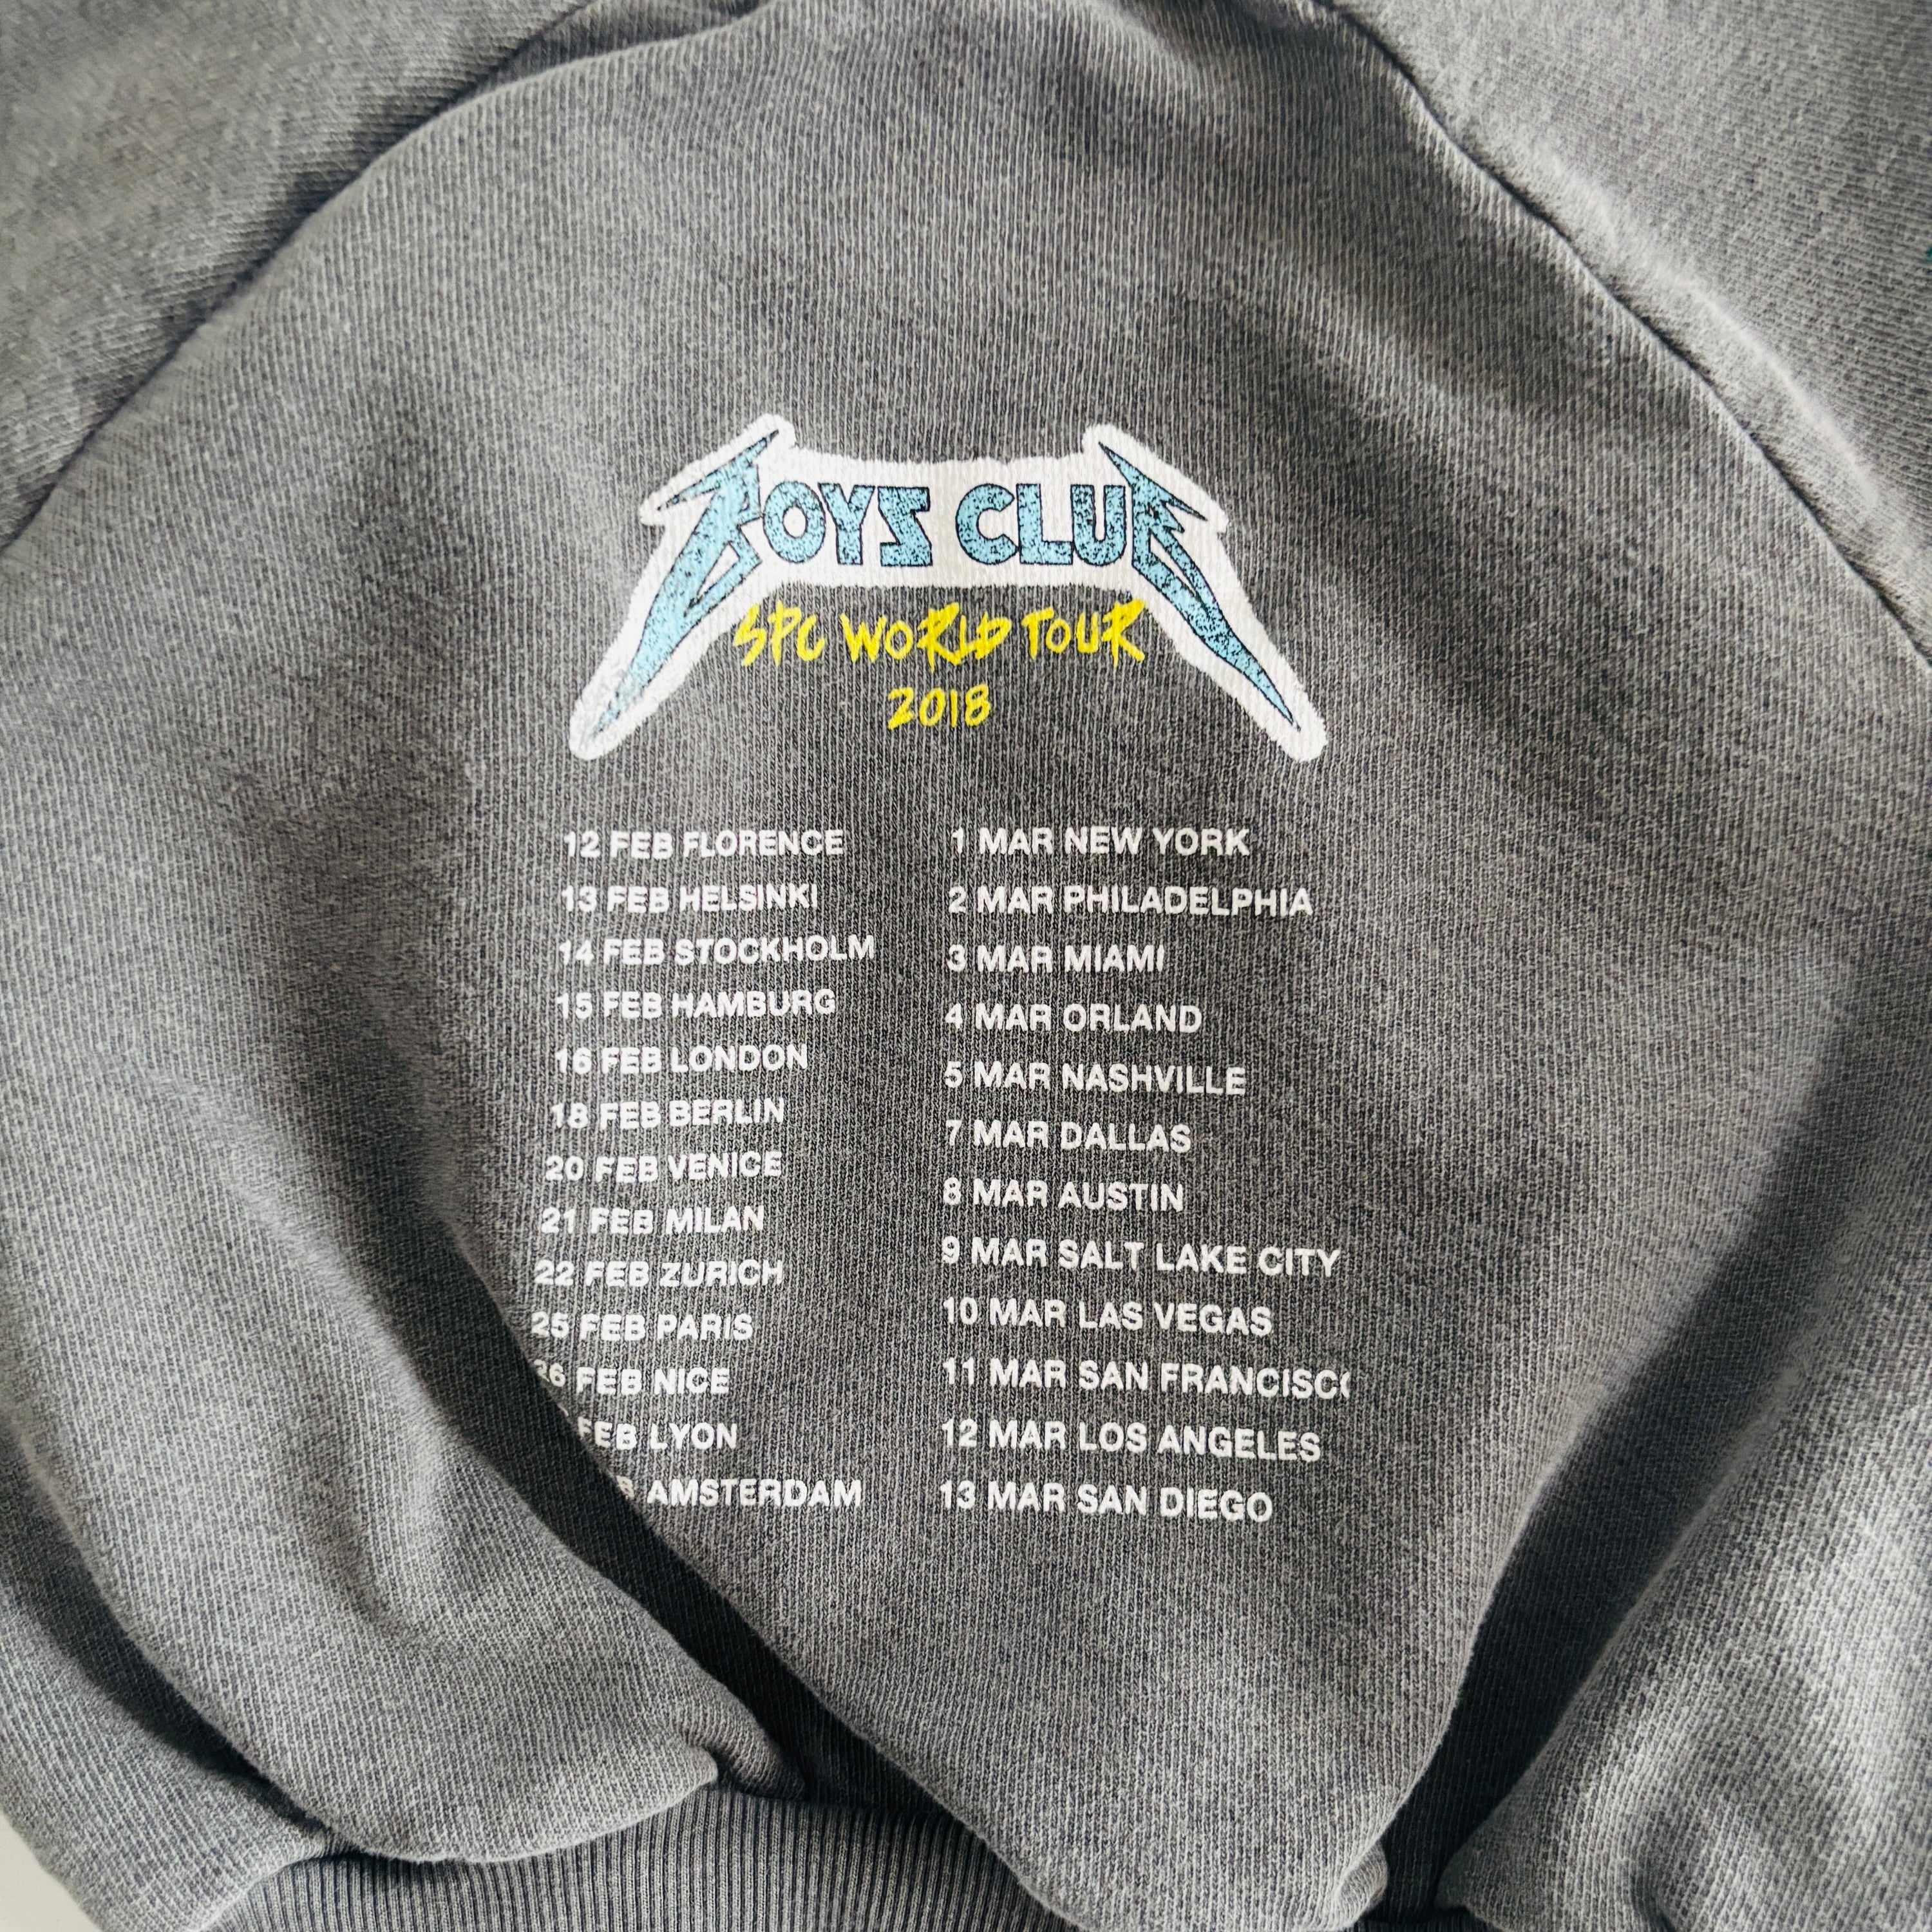 BOYS CLUB
SPC WORLD TOUR
2018
12 FEB FLORENCE
13 FEB HELSINKI
14 FEB STOCKHOLM
15 FEB HAMBURG
16 FEB LONDON
18 FEB BERLIN
20 FEB VENICE
21 FEB MILAN
22 FEB ZURICH
25 FEB PARIS
26 FEB NICE
FEB LYON
AMSTERDAM
1 MAR NEW YORK
2 MAR PHILADELPHIA
3 MAR MIAMI
4 MAR ORLAND
5 MAR NASHVILLE
7 MAR DALLAS
8 MAR AUSTIN
9 MAR SALT LAKE CITY
10 MAR LAS VEGAS
11 MAR SAN FRANCISCO
12 MAR LOS ANGELES
13 MAR SAN DIEGO